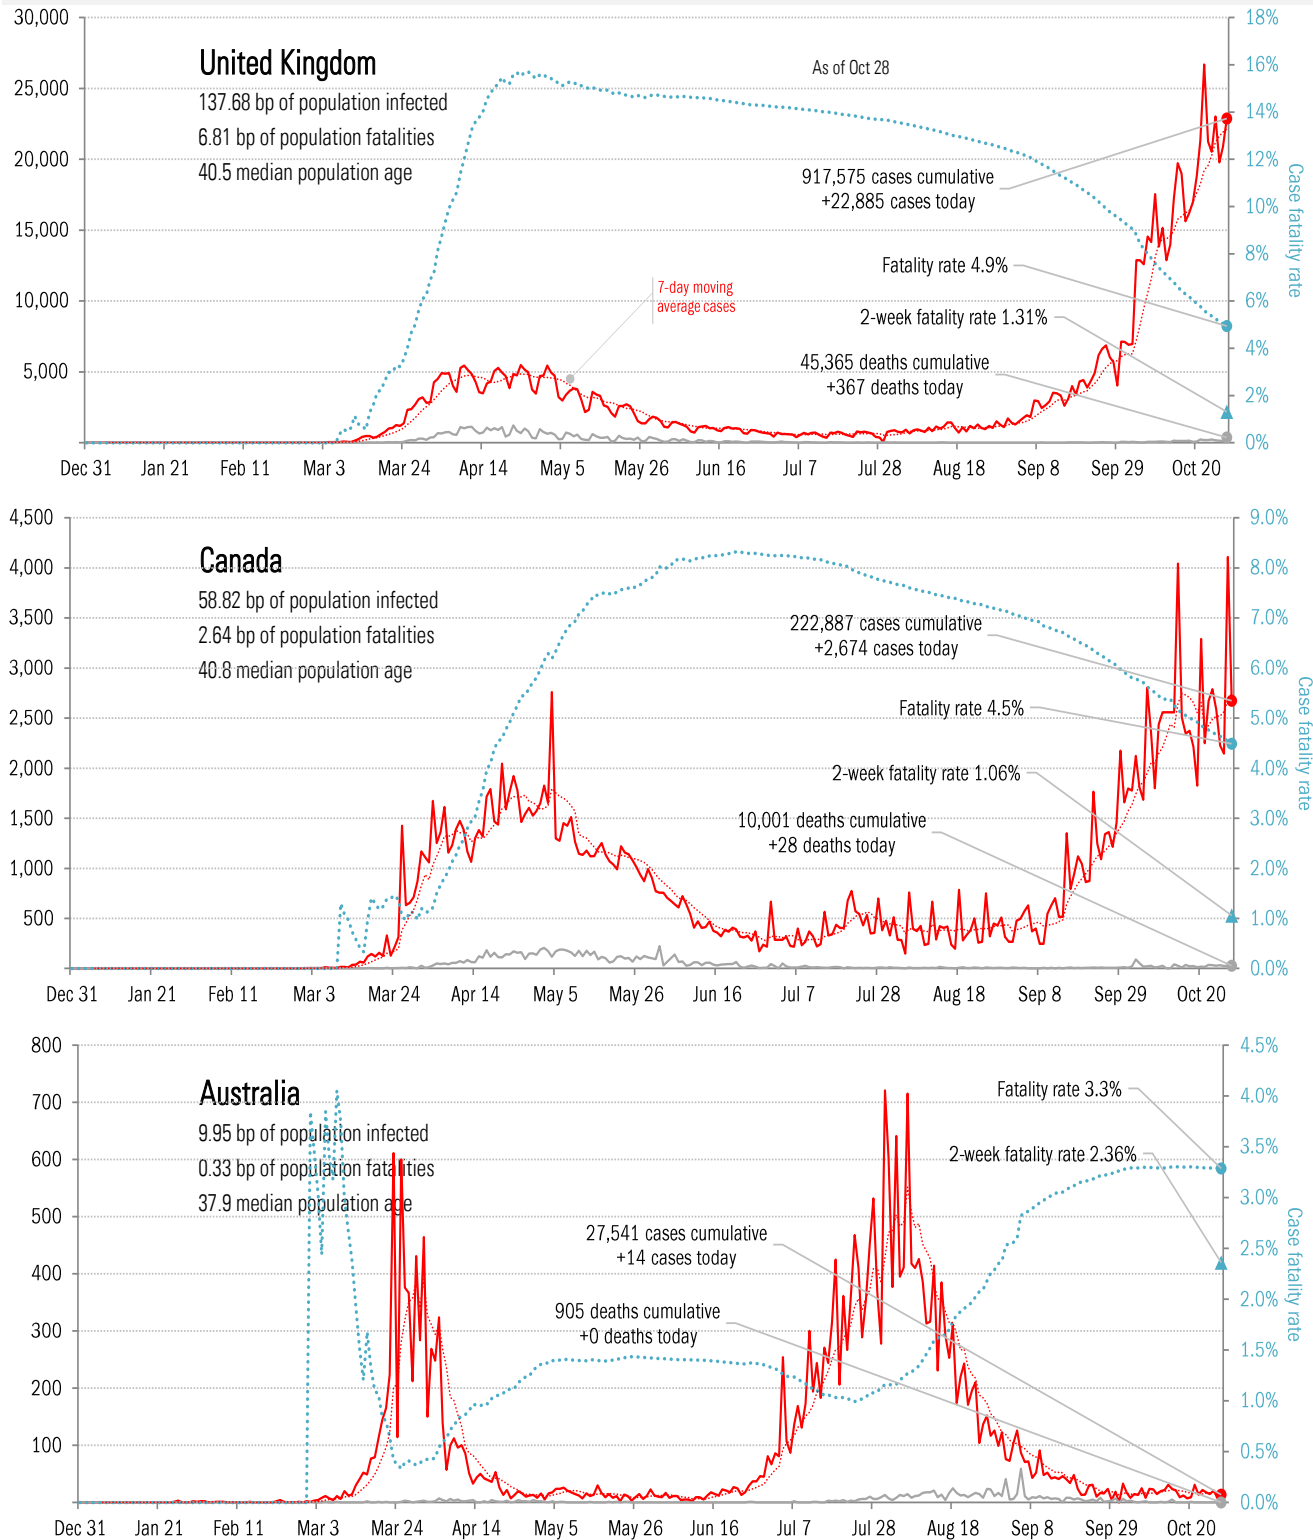 30,000
25,000
20,000
15,000
10,000
5,000
18%
16%
14%
12%
10%
8%
6%
4%
2%
0%
Case fatality rate
United Kingdom
137.68 bp of population infected
6.81 bp of population fatalities
40.5 median population age
As of Oct 28
917,575 cases cumulative
+22,885 cases today
Fatality rate 4.9%
7-day moving
average cases
2-week fatality rate 1.31%
45,365 deaths cumulative
+367 deaths today
Dec 31 Jan 21 Feb 11 Mar 3 Mar 24 Apr 14 May 5 May 26 Jun 16 Jul 7 Jul 28 Aug 18 Sep 8 Sep 29 Oct 20
4,500
4,000
3,500
3,000
2,500
2,000
1,500
1,000
500
9.0%
8.0%
7.0%
6.0%
5.0%
4.0%
3.0%
2.0%
1.0%
0.0%
Case fatality rate
Canada
58.82 bp of population infected
2.64 bp of population fatalities
40.8 median population age
222,887 cases cumulative
+2,674 cases today
Fatality rate 4.5%
2-week fatality rate 1.06%
10,001 deaths cumulative
+28 deaths today
Dec 31 Jan 21 Feb 11 Mar 3 Mar 24 Apr 14 May 5 May 26 Jun 16 Jul 7 Jul 28 Aug 18 Sep 8 Sep 29 Oct 20
800
700
600
500
400
300
200
100
4.5%
4.0%
3.5%
3.0%
2.5%
2.0%
1.5%
1.0%
0.5%
0.0%
Case fatality rate
Australia
9.95 bp of population infected
0.33 bp of population fatalities
37.9 median population age
Fatality rate 3.3%
2-week fatality rate 2.36%
27,541 cases cumulative
+14 cases today
905 deaths cumulative
+0 deaths today
Dec 31 Jan 21 Feb 11 Mar 3 Mar 24 Apr 14 May 5 May 26 Jun 16 Jul 7 Jul 28 Aug 18 Sep 8 Sep 29 Oct 20